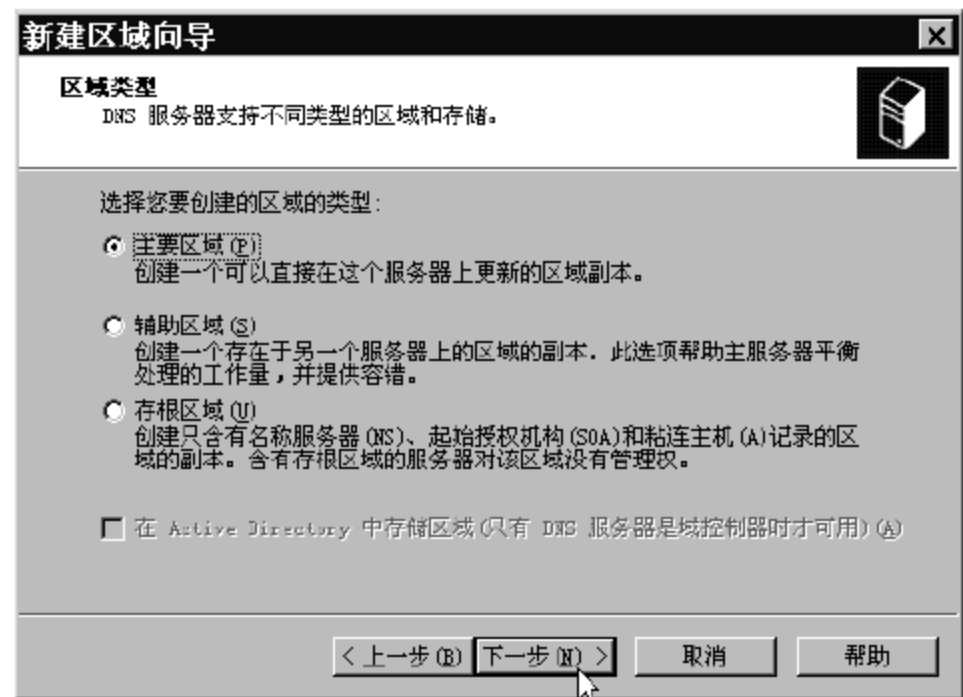 新建区域向导
区域类型
DNS 服务器支持不同类型的区域和存储。
选择您要创建的区域的类型:
主要区域(P)
创建一个可以直接在这个服务器上更新的区域副本。
辅助区域(S)
创建一个存在于另一个服务器上的区域的副本. 此选项帮助主服务器平衡
处理的工作量,并提供容错。
存根区域(U)
创建只含有名称服务器(NS)、起始授权机构(SOA)和粘连主机(A)记录的区
域的副本。含有存根区域的服务器对该区域没有管理权。
在 Active Directory 中存储区域(只有 DNS 服务器是域控制器时才可用)(A)
< 上一步(B) 下一步(N) > 取消 帮助